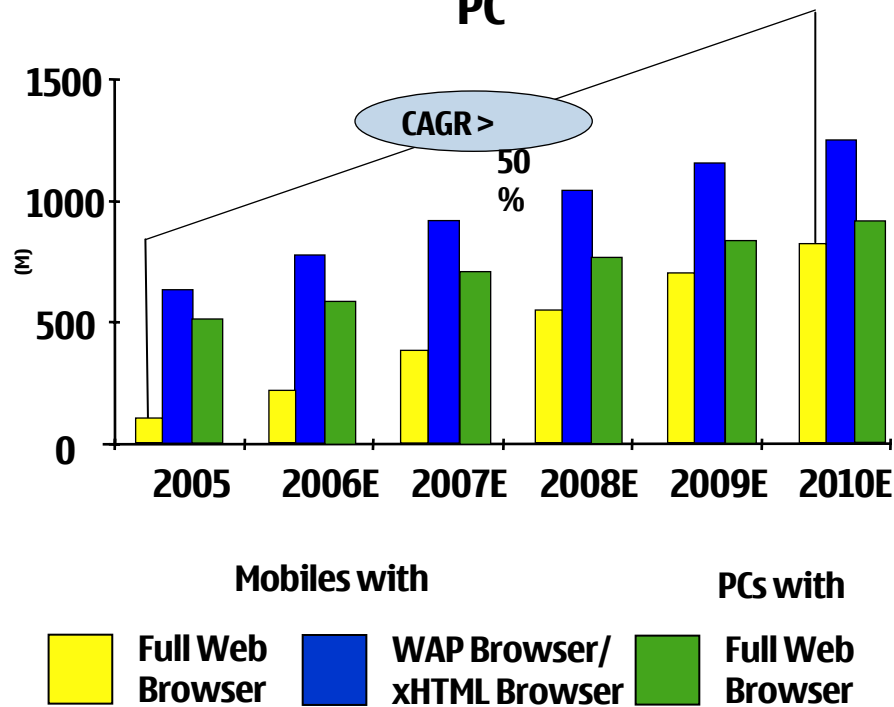 PC
1500
CAGR >
50
%
1000
(M)
500
0
2005 2006E 2007E 2008E 2009E 2010E
Mobiles with
PCs with
Full Web
Browser
WAP Browser/
xHTML Browser
Full Web
Browser